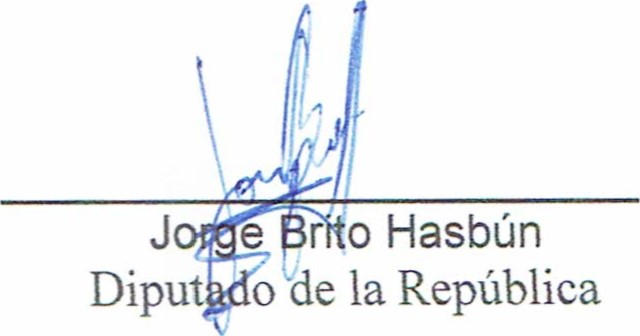 Jorge Brito Hasbún
Diputado de la República